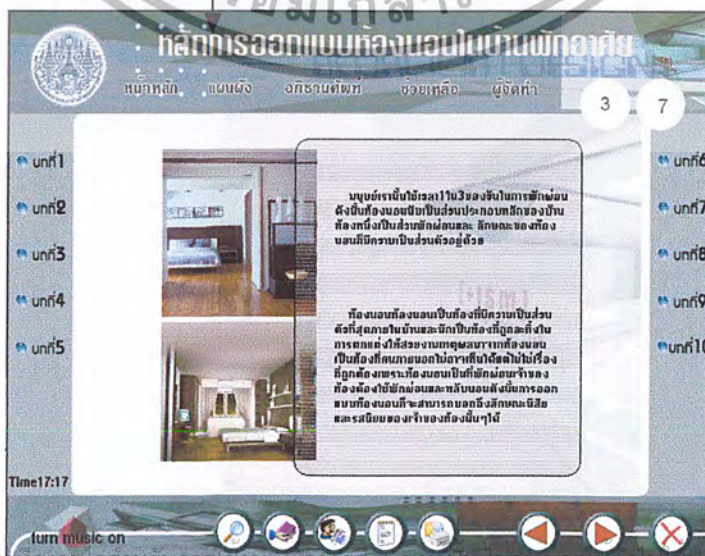 หลักการออกแบบห้องนอนในบ้านพักอาศัย
หน้าหลัก แผนผัง อภิธานศัพท์ ช่วยเหลือ ผู้จัดทำ
3 7
บทที่1
บทที่2
บทที่3
บทที่4
บทที่5
มนุษย์เรานั้นใช้เวลา1ใน3ของวันในการพักผ่อน
ดังนั้นห้องนอนนับเป็นส่วนประกอบหลักของบ้าน
ห้องหนึ่งเป็นส่วนพักผ่อนและ ลักษณะของห้อง
นอนก็มีความเป็นส่วนตัวอยู่ด้วย
ห้องนอนห้องนอนเป็นห้องที่มีความเป็นส่วน
ตัวที่สุดภายในบ้านและมักเป็นห้องที่ถูกละทิ้งใน
การตกแต่งให้สวยงามเหตุผลมาจากห้องนอน
เป็นห้องที่คนภายนอกไม่อาจเห็นได้แต่ไม่ใช่เรื่อง
ที่ถูกต้องเพราะห้องนอนเป็นที่พักผ่อนเจ้าของ
ห้องต้องใช้พักผ่อนและหลับนอนดังนั้นการออก
แบบห้องนอนก็จะสามารถบอกถึงลักษณะนิสัย
และรสนิยมของเจ้าของห้องนั้นๆได้
บทที่6
บทที่7
บทที่8
บทที่9
บทที่10
Time17:17
turn music on